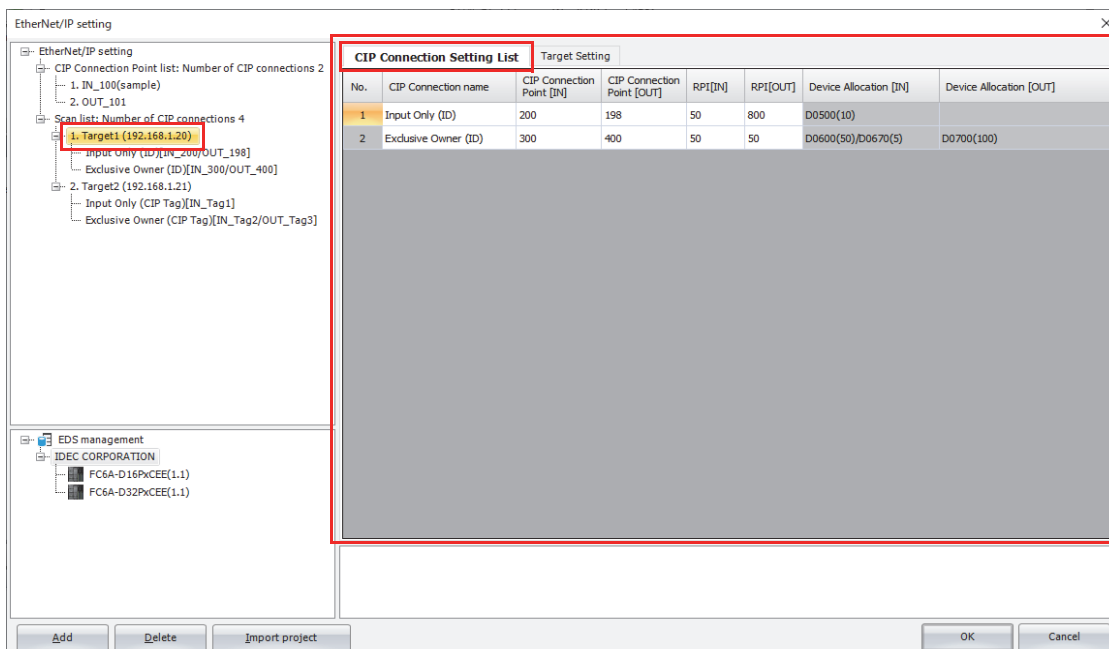 EtherNet/IP setting
EtherNet/IP setting
CIP Connection Point list: Number of CIP connections 2
1. IN_100(sample)
2. OUT_101
Scan list: Number of CIP connections 4
1. Target1 (192.168.1.20)
Input Only (ID)[IN_200/OUT_198]
Exclusive Owner (ID)[IN_300/OUT_400]
2. Target2 (192.168.1.21)
Input Only (CIP Tag)[IN_Tag1]
Exclusive Owner (CIP Tag)[IN_Tag2/OUT_Tag3]
EDS management
IDEC CORPORATION
FC6A-D16PxCEE(1.1)
FC6A-D32PxCEE(1.1)
CIP Connection Setting List Target Setting
No. CIP Connection name CIP Connection Point [IN] CIP Connection Point [OUT] RPI[IN] RPI[OUT] Device Allocation [IN] Device Allocation [OUT]
1 Input Only (ID) 200 198 50 800 D0500(10)
2 Exclusive Owner (ID) 300 400 50 50 D0600(50)/D0670(5) D0700(100)
Add Delete Import project OK Cancel